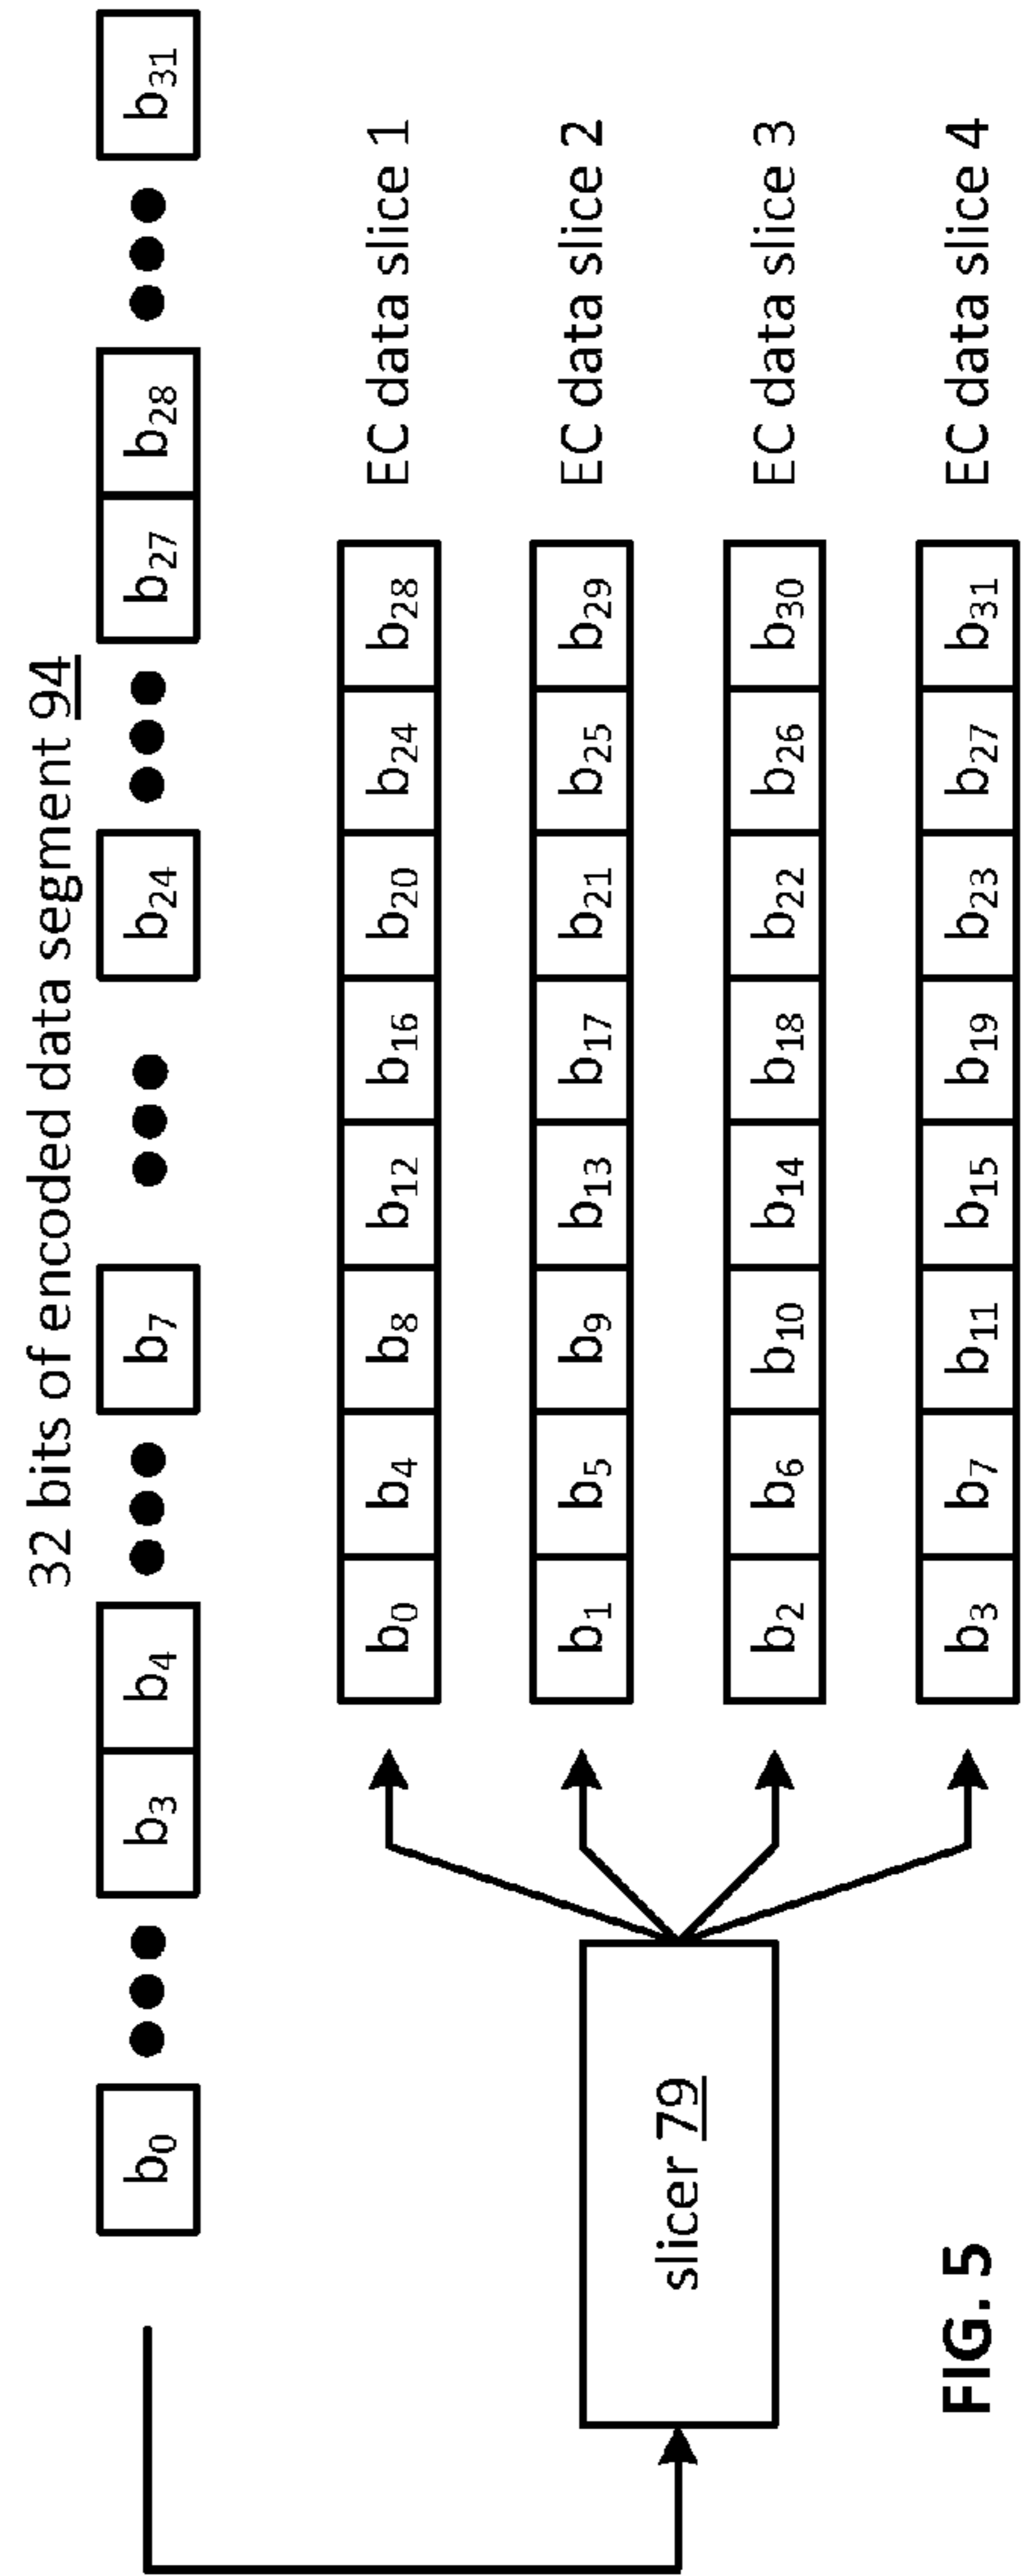 32 bits of encoded data segment 94
b0 ●●● b3 b4 ●●● b7 ●●● b24 ●●● b27 b28 ●●● b31
b0 b4 b8 b12 b16 b20 b24 b28 EC data slice 1
b1 b5 b9 b13 b17 b21 b25 b29 EC data slice 2
slicer 79
b2 b6 b10 b14 b18 b22 b26 b30 EC data slice 3
b3 b7 b11 b15 b19 b23 b27 b31 EC data slice 4
FIG. 5